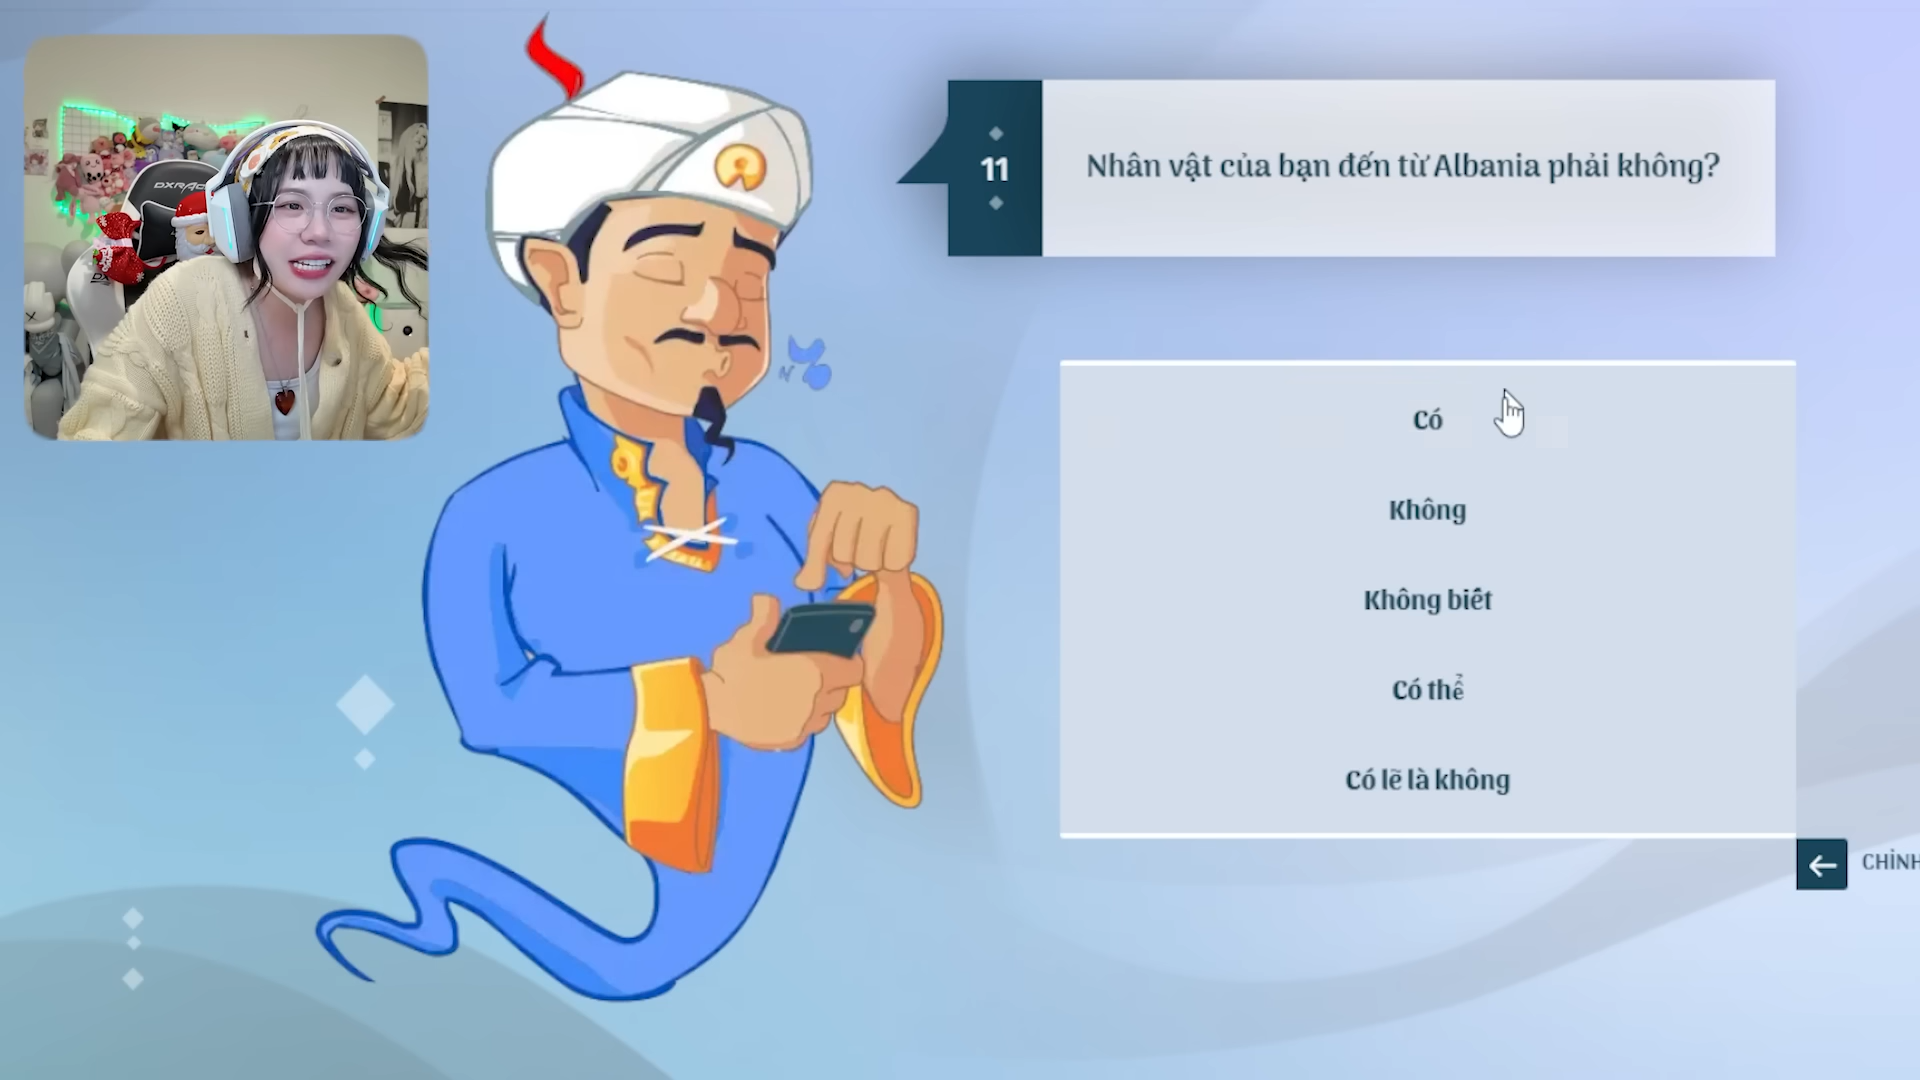 DXRAC
11
Nhân vật của bạn đến từ Albania phải không?
Có
Không
Không biết
Có thể
Có lẽ là không
CHỈNH